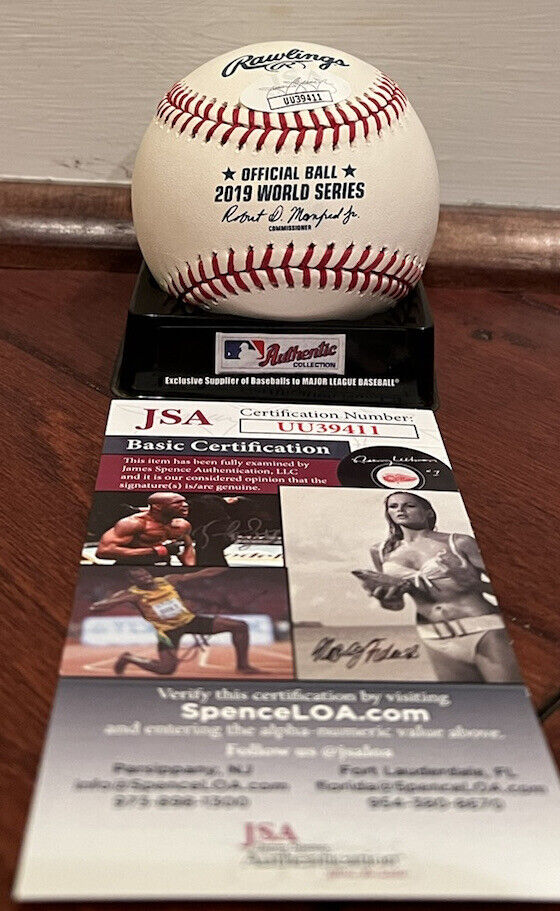 Rawlings
UU39411
★ OFFICIAL BALL ★
2019 WORLD SERIES
Robert D. Manfred Jr.
COMMISSIONER
Authentic
COLLECTION
Exclusive Supplier of Baseballs to MAJOR LEAGUE BASEBALL®
JSA
Certification Number:
UU39411
Basic Certification
This item has been fully examined by
James Spence Authentication, LLC
and it is our considered opinion that the
signature(s) is/are genuine.
BOLT
Verify this certification by visiting
SpenceLOA.com
and entering the alpha-numeric value above.
Follow us @jsaloa
Parsippany, NJ
Fort Lauderdale, FL
info@SpenceLOA.com
florida@SpenceLOA.com
JSA
Authentication